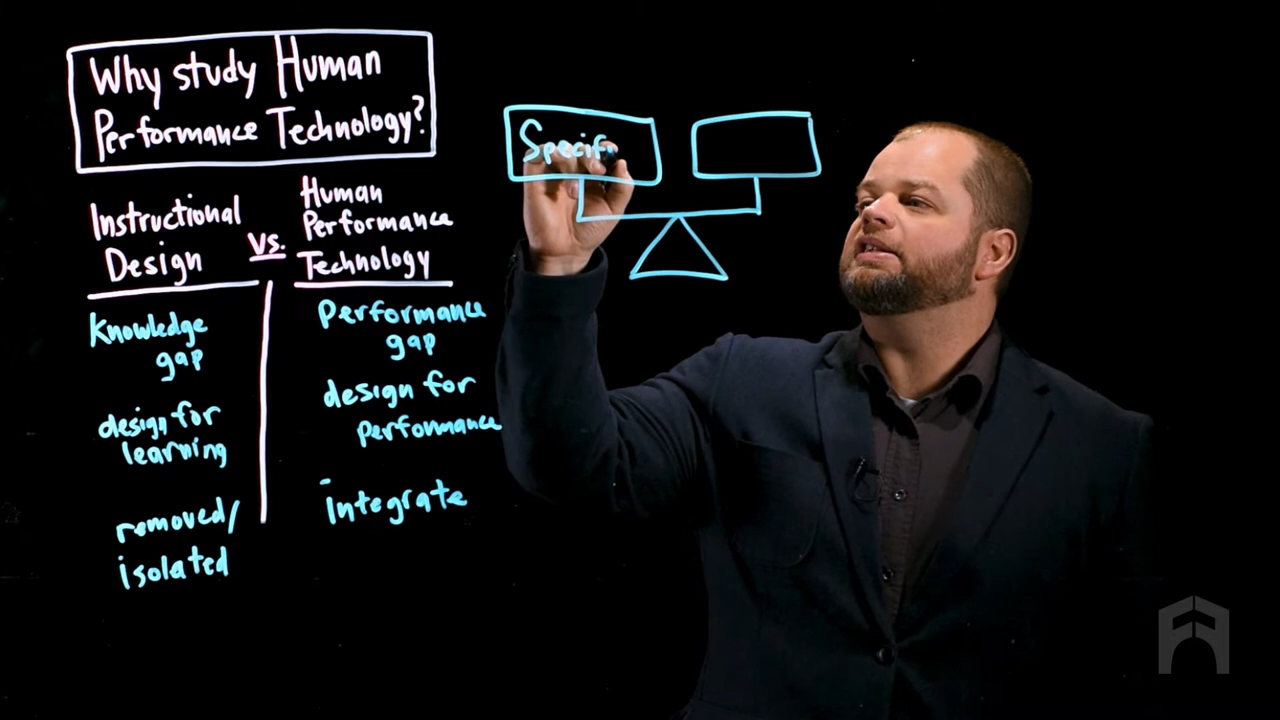 Why study Human
Performance Technology?
Instructional
Design
vs.
Human
Performance
Technology
Knowledge
gap
design for
learning
removed/
isolated
Performance
gap
design for
performance
integrate
Specif